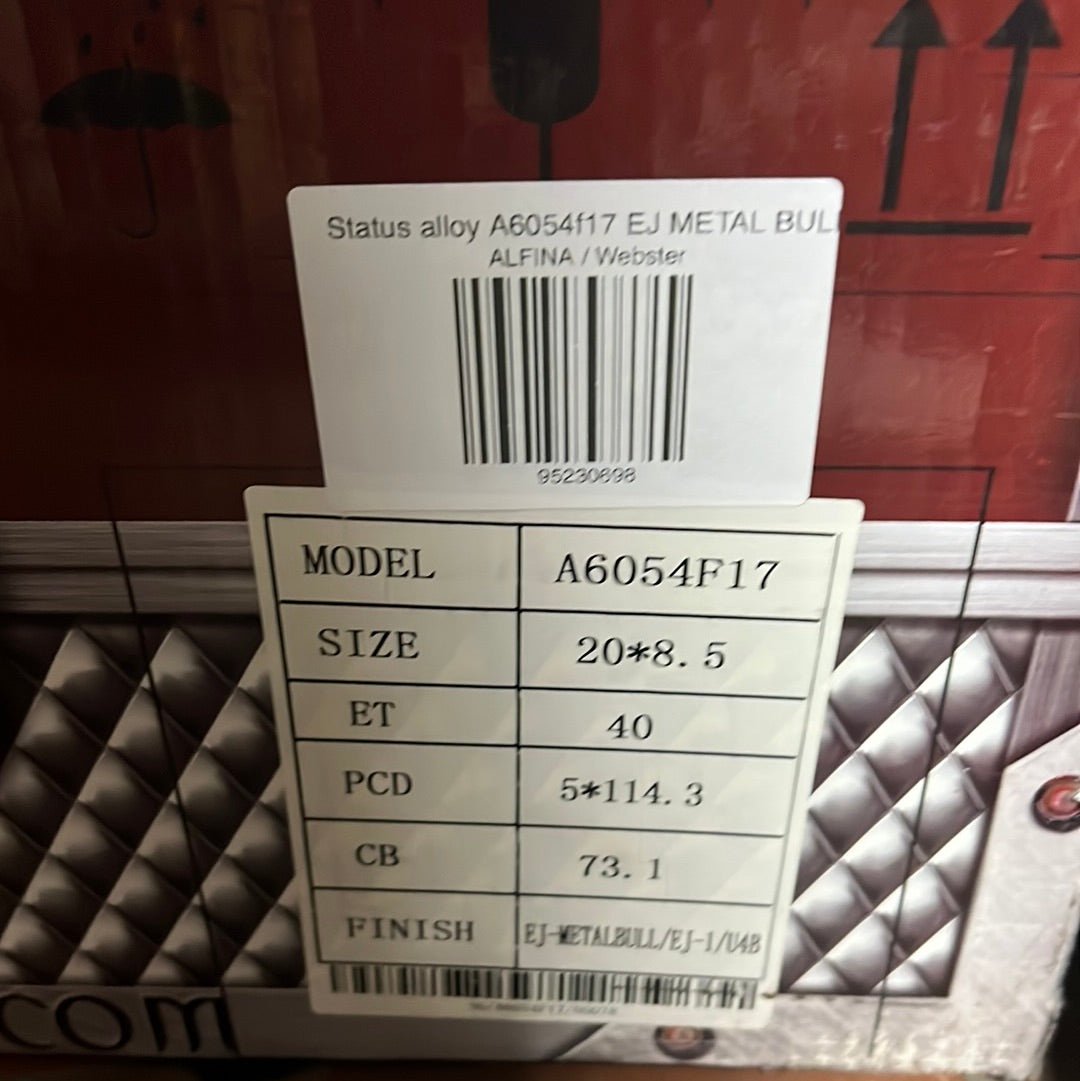 Status alloy A6054f17 EJ METAL BUL
ALFINA / Webster
95230698
MODEL A6054F17
SIZE 20*8.5
ET 40
PCD 5*114.3
CB 73.1
FINISH EJ-METALBULL/EJ-1/U4B
COM